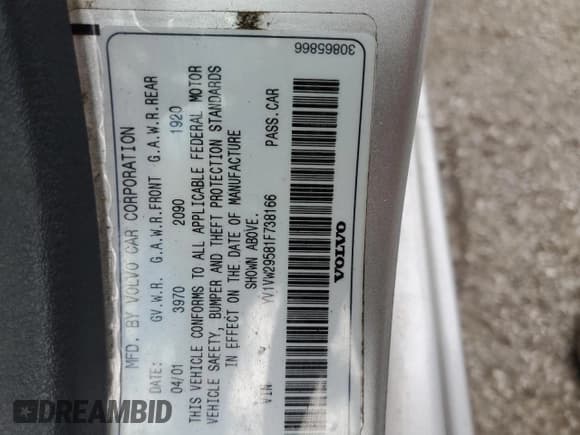 MFD. BY VOLVO CAR CORPORATION
DATE: GV.W.R. G.A.W.R.FRONT G.A.W.R.REAR
04/01 3970 2090 1920
THIS VEHICLE CONFORMS TO ALL APPLICABLE FEDERAL MOTOR
VEHICLE SAFETY, BUMPER AND THEFT PROTECTION STANDARDS
IN EFFECT ON THE DATE OF MANUFACTURE
SHOWN ABOVE.
VIN YV1VW29581F738166 PASS.CAR
VOLVO
30865866
DREAMBID